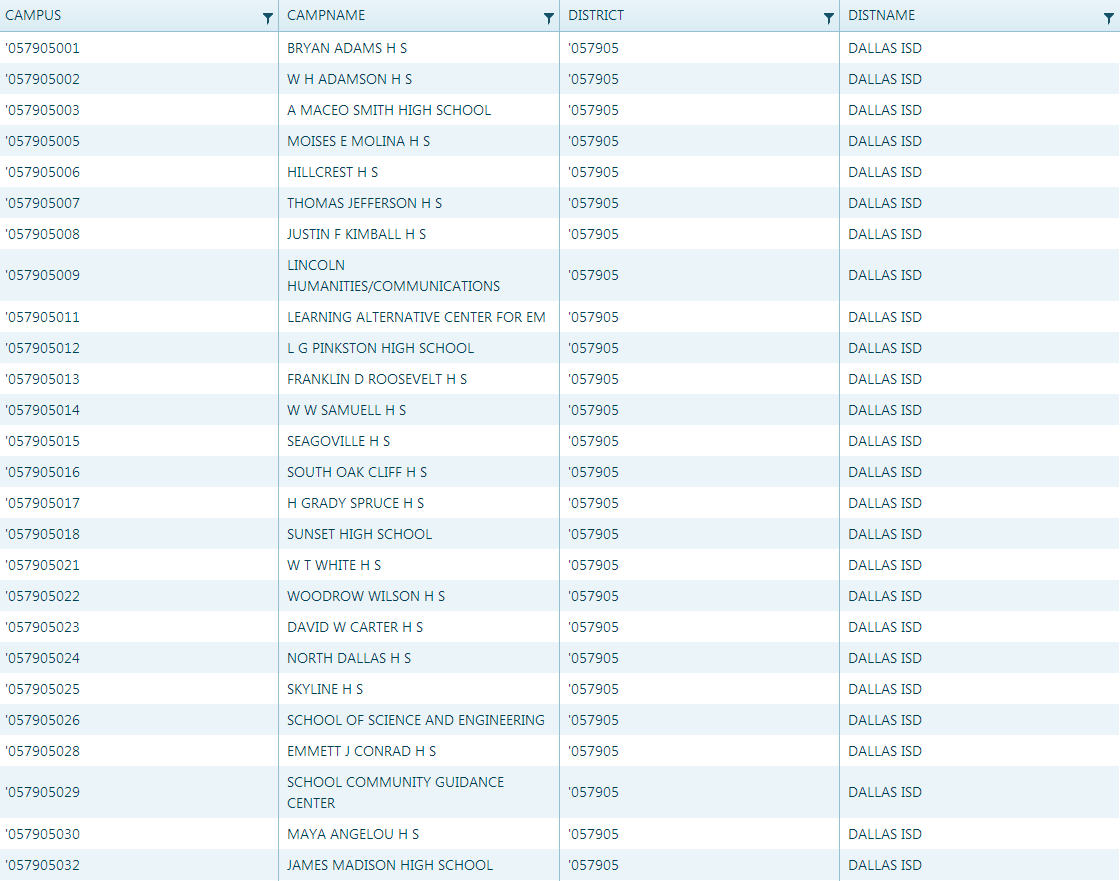 CAMPUS CAMPNAME DISTRICT DISTNAME
'057905001 BRYAN ADAMS H S '057905 DALLAS ISD
'057905002 W H ADAMSON H S '057905 DALLAS ISD
'057905003 A MACEO SMITH HIGH SCHOOL '057905 DALLAS ISD
'057905005 MOISES E MOLINA H S '057905 DALLAS ISD
'057905006 HILLCREST H S '057905 DALLAS ISD
'057905007 THOMAS JEFFERSON H S '057905 DALLAS ISD
'057905008 JUSTIN F KIMBALL H S '057905 DALLAS ISD
'057905009 LINCOLN
HUMANITIES/COMMUNICATIONS '057905 DALLAS ISD
'057905011 LEARNING ALTERNATIVE CENTER FOR EM '057905 DALLAS ISD
'057905012 L G PINKSTON HIGH SCHOOL '057905 DALLAS ISD
'057905013 FRANKLIN D ROOSEVELT H S '057905 DALLAS ISD
'057905014 W W SAMUELL H S '057905 DALLAS ISD
'057905015 SEAGOVILLE H S '057905 DALLAS ISD
'057905016 SOUTH OAK CLIFF H S '057905 DALLAS ISD
'057905017 H GRADY SPRUCE H S '057905 DALLAS ISD
'057905018 SUNSET HIGH SCHOOL '057905 DALLAS ISD
'057905021 W T WHITE H S '057905 DALLAS ISD
'057905022 WOODROW WILSON H S '057905 DALLAS ISD
'057905023 DAVID W CARTER H S '057905 DALLAS ISD
'057905024 NORTH DALLAS H S '057905 DALLAS ISD
'057905025 SKYLINE H S '057905 DALLAS ISD
'057905026 SCHOOL OF SCIENCE AND ENGINEERING '057905 DALLAS ISD
'057905028 EMMETT J CONRAD H S '057905 DALLAS ISD
'057905029 SCHOOL COMMUNITY GUIDANCE
CENTER '057905 DALLAS ISD
'057905030 MAYA ANGELOU H S '057905 DALLAS ISD
'057905032 JAMES MADISON HIGH SCHOOL '057905 DALLAS ISD